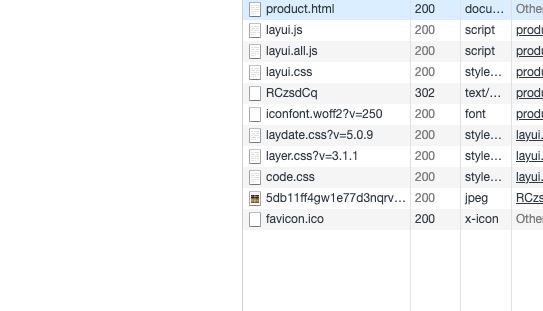 product.html 200 docu... Othe
layui.js 200 script produ
layui.all.js 200 script produ
layui.css 200 style... produ
RCzsdCq 302 text/... produ
iconfont.woff2?v=250 200 font produ
laydate.css?v=5.0.9 200 style... layui.
layer.css?v=3.1.1 200 style... layui.
code.css 200 style... layui.
5db11ff4gw1e77d3nqrv... 200 jpeg RCzs
favicon.ico 200 x-icon Othe